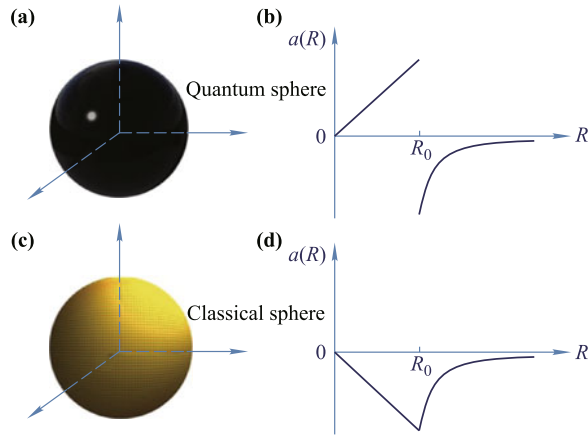 (a)
(b)
a(R)
Quantum sphere
0
R₀
R
(c)
(d)
a(R)
Classical sphere
0
R₀
R